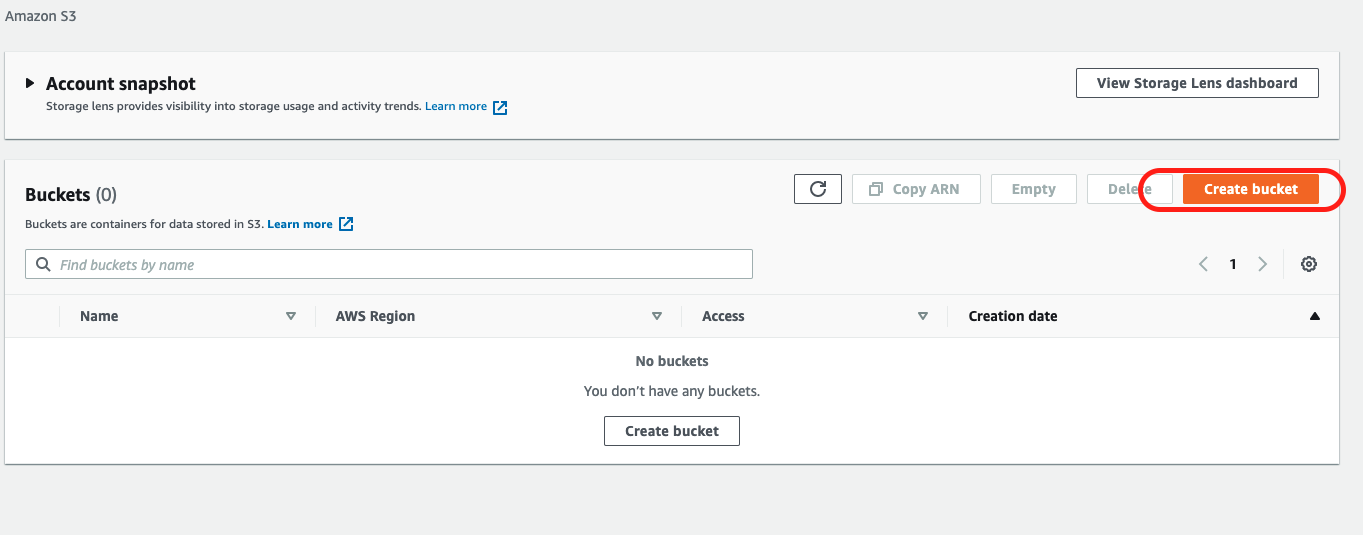 Amazon S3
Account snapshot
View Storage Lens dashboard
Storage lens provides visibility into storage usage and activity trends. Learn more
Buckets (0)
Copy ARN
Empty
Delete
Create bucket
Buckets are containers for data stored in S3. Learn more
Find buckets by name
1
Name
AWS Region
Access
Creation date
No buckets
You don't have any buckets.
Create bucket